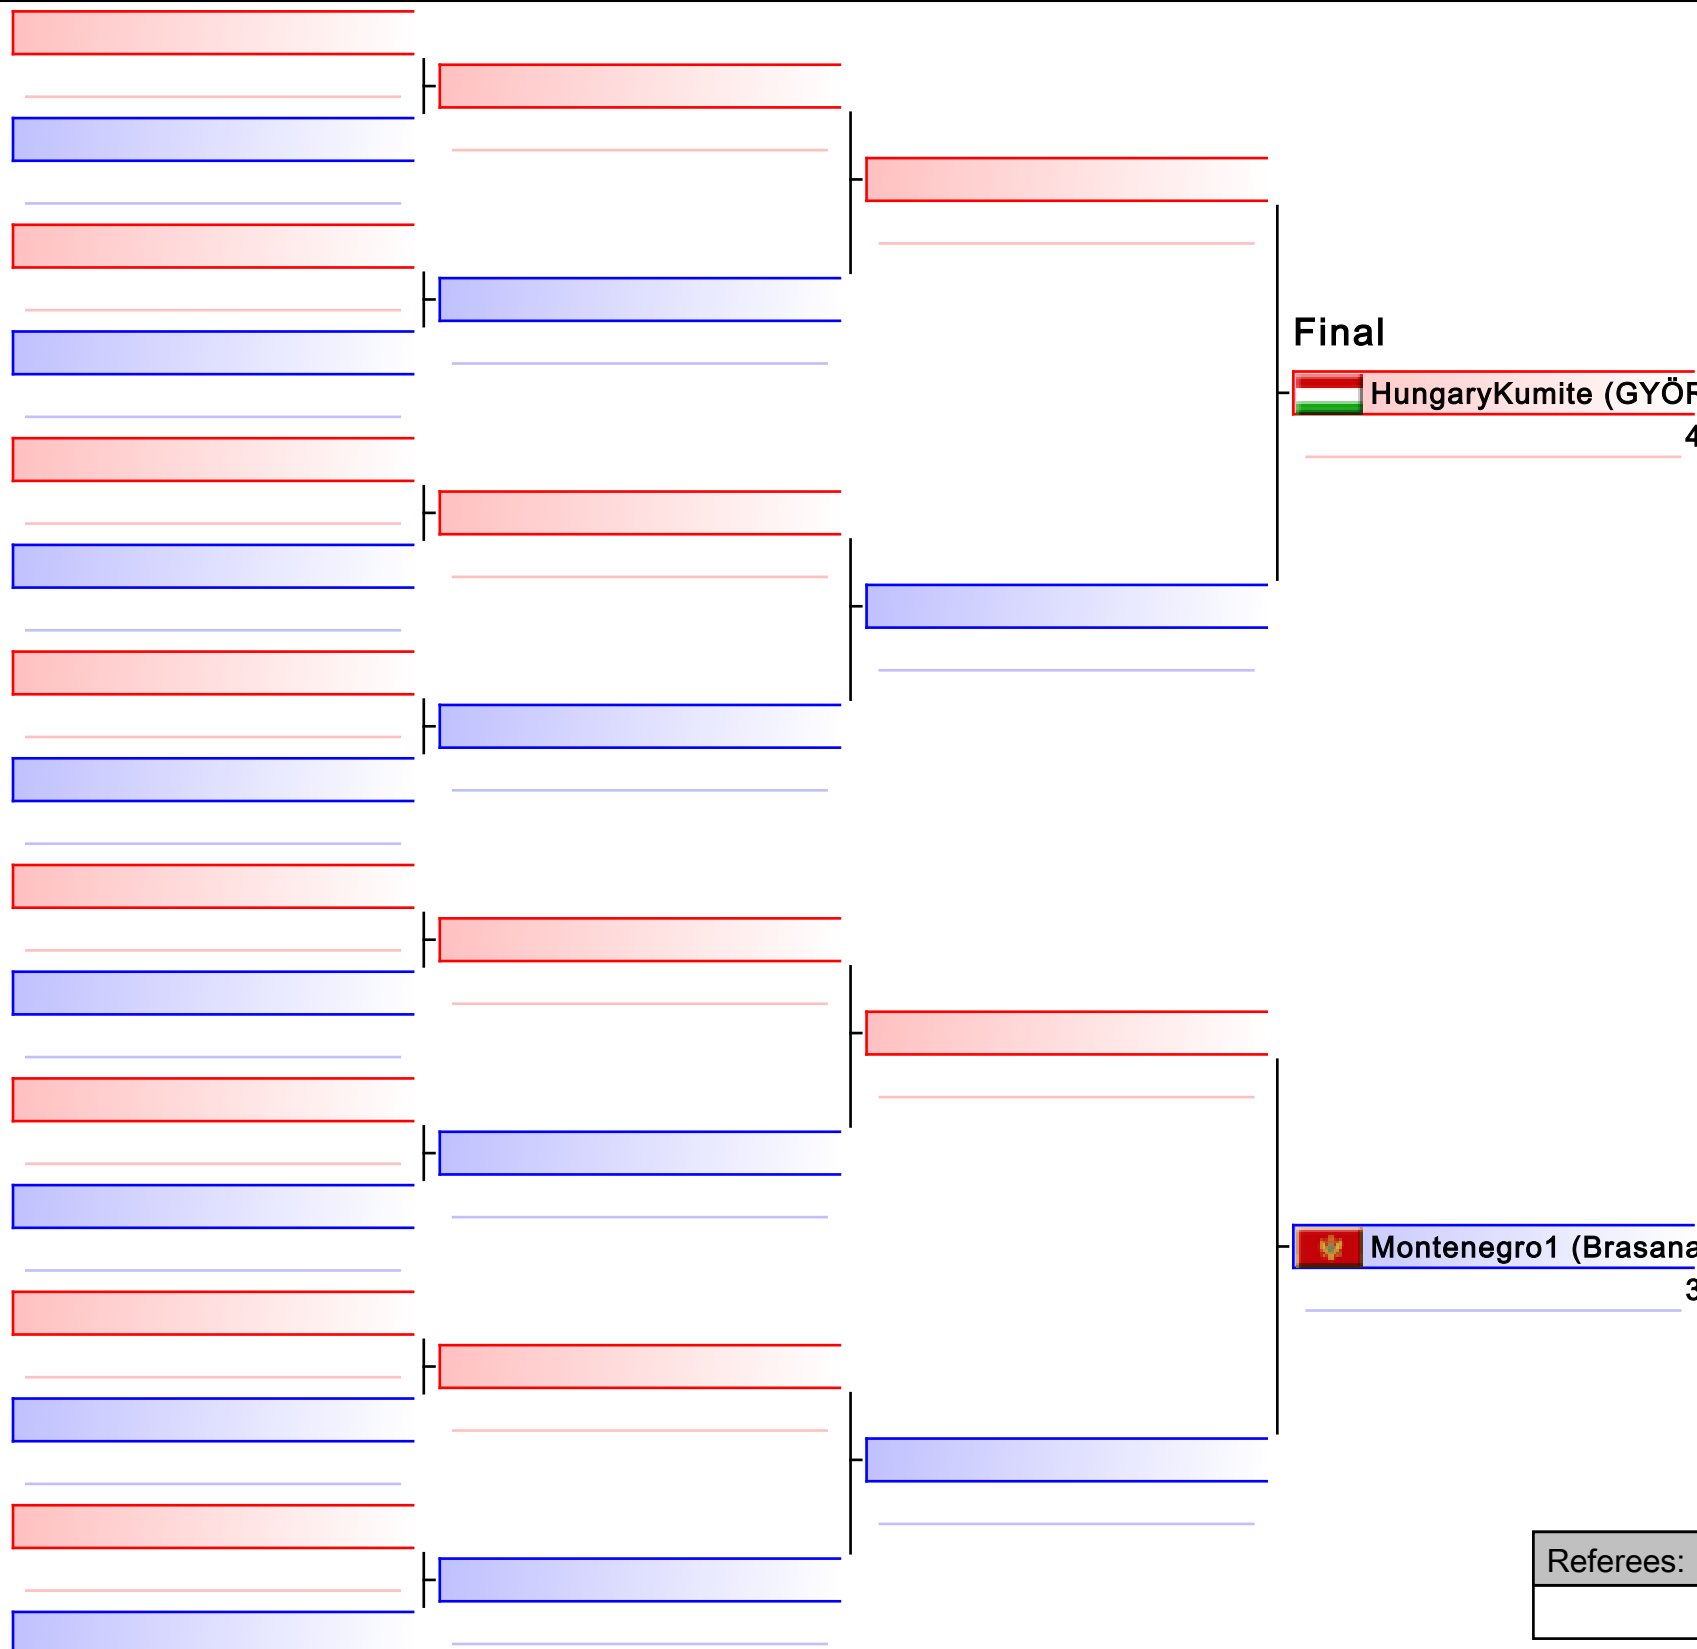 Final
HungaryKumite (GYÖR
4
Montenegro1 (Brasana
3
Referees: